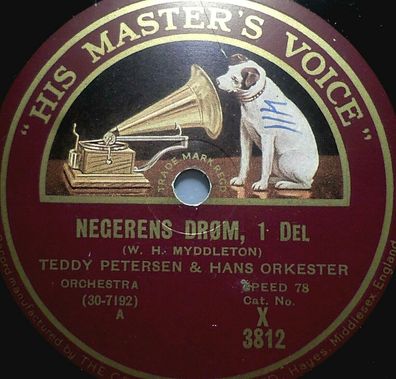 "HIS MASTER'S VOICE"
TRADE MARK REGD.
114
NEGERENS DRØM, 1 DEL
(W. H. MYDDLETON)
TEDDY PETERSEN & HANS ORKESTER
ORCHESTRA
SPEED 78
(30-7192)
Cat. No.
A
X
3812
Record manufactured by THE
Hayes, Middlesex, England.